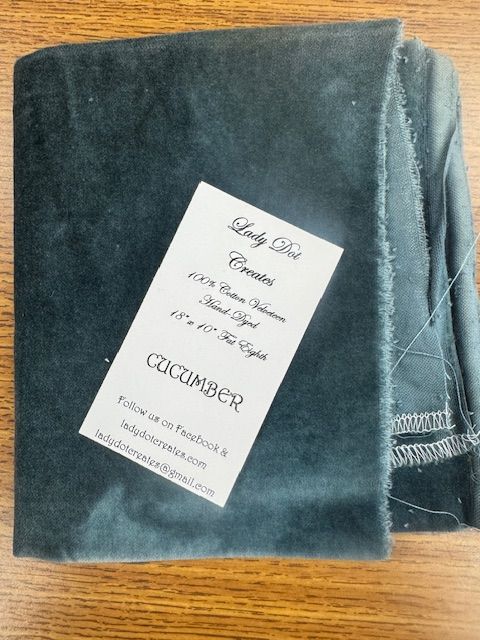 Lady Dot
Creates
100% Cotton Velveteen
Hand-Dyed
18" x 10" Fat Eighth
CUCUMBER
Follow us on Facebook &
ladydotcreates.com
ladydotcreates@gmail.com